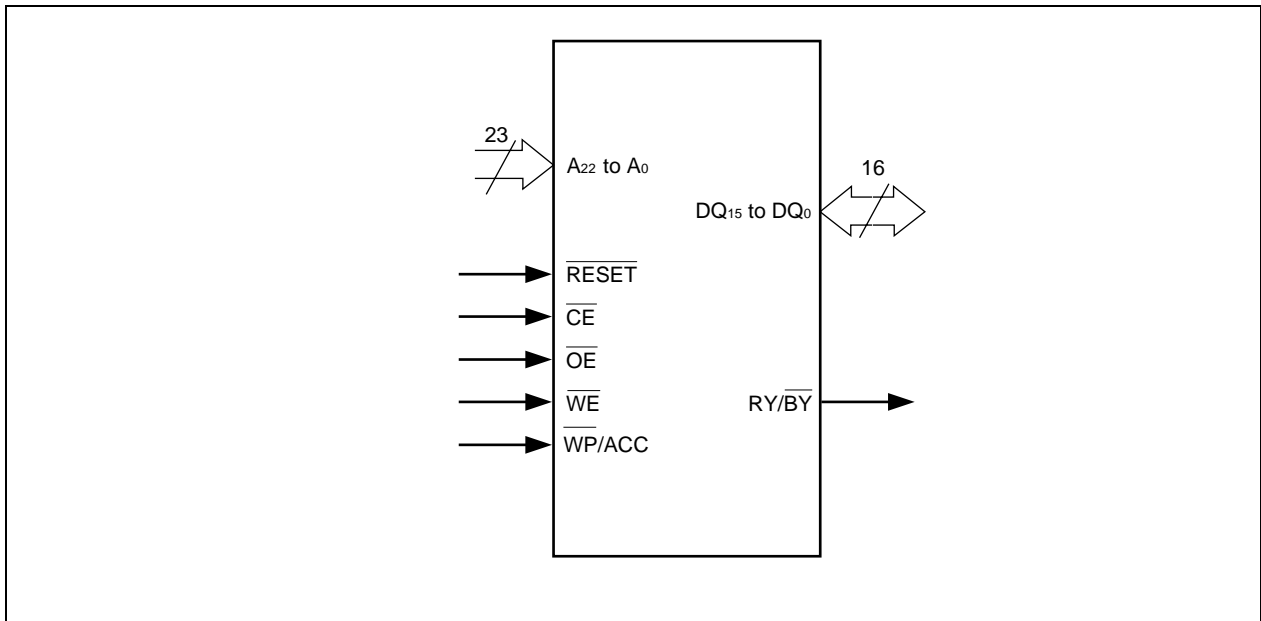 23
A22 to A0
16
DQ15 to DQ0
RESET
CE
OE
WE
RY/BY
WP/ACC